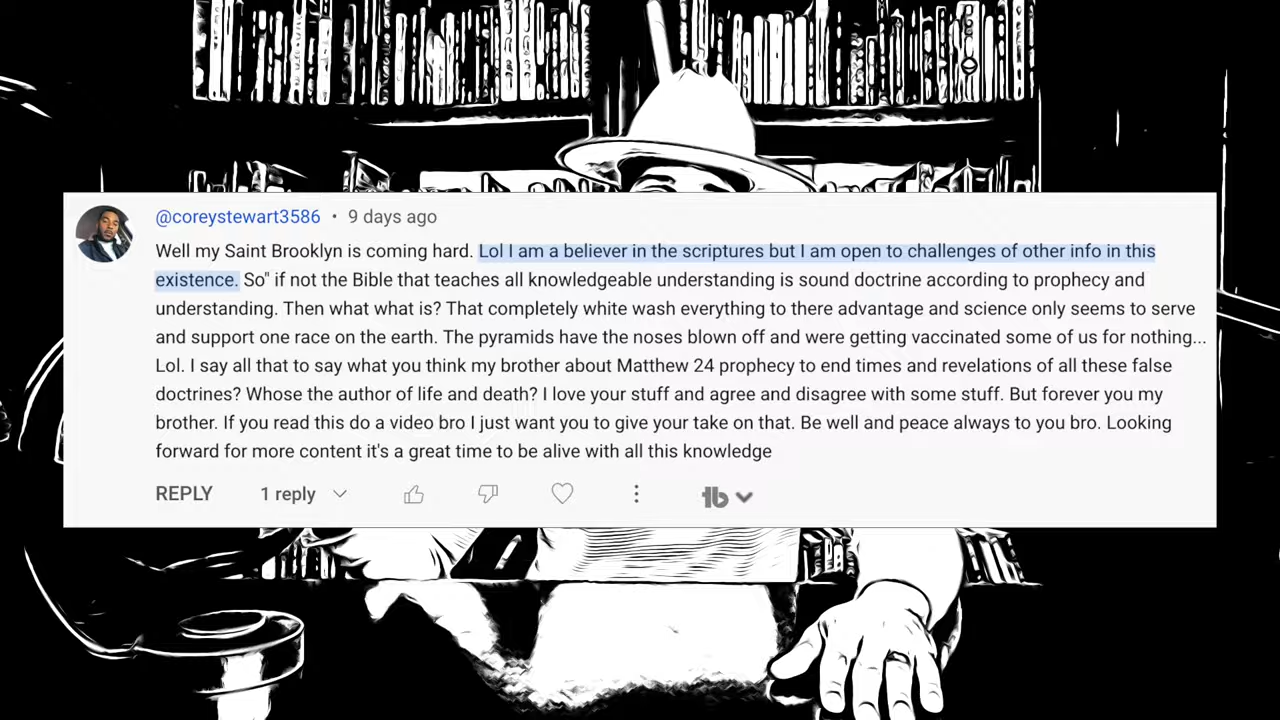 @coreystewart3586 • 9 days ago
Well my Saint Brooklyn is coming hard. Lol I am a believer in the scriptures but I am open to challenges of other info in this
existence. So" if not the Bible that teaches all knowledgeable understanding is sound doctrine according to prophecy and
understanding. Then what what is? That completely white wash everything to there advantage and science only seems to serve
and support one race on the earth. The pyramids have the noses blown off and were getting vaccinated some of us for nothing...
Lol. I say all that to say what you think my brother about Matthew 24 prophecy to end times and revelations of all these false
doctrines? Whose the author of life and death? I love your stuff and agree and disagree with some stuff. But forever you my
brother. If you read this do a video bro I just want you to give your take on that. Be well and peace always to you bro. Looking
forward for more content it's a great time to be alive with all this knowledge
REPLY 1 reply tb